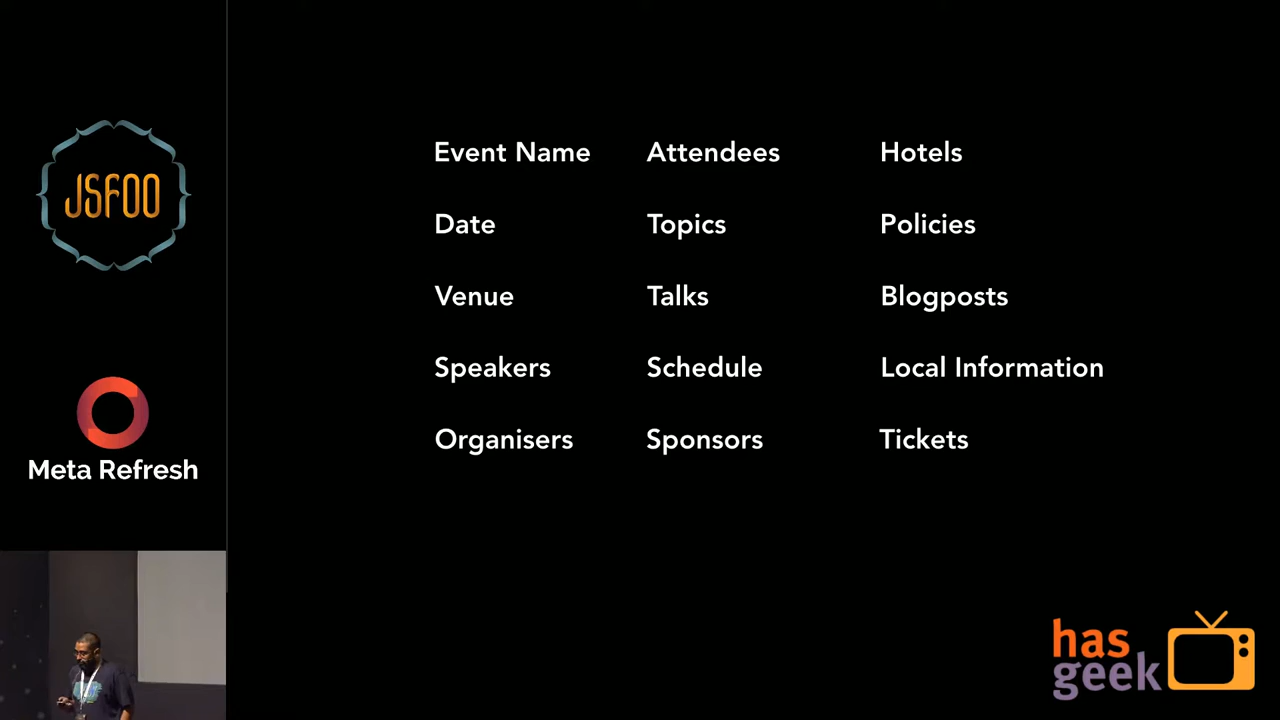 JSFOO
Meta Refresh
Event Name Attendees Hotels
Date Topics Policies
Venue Talks Blogposts
Speakers Schedule Local Information
Organisers Sponsors Tickets
has
geek